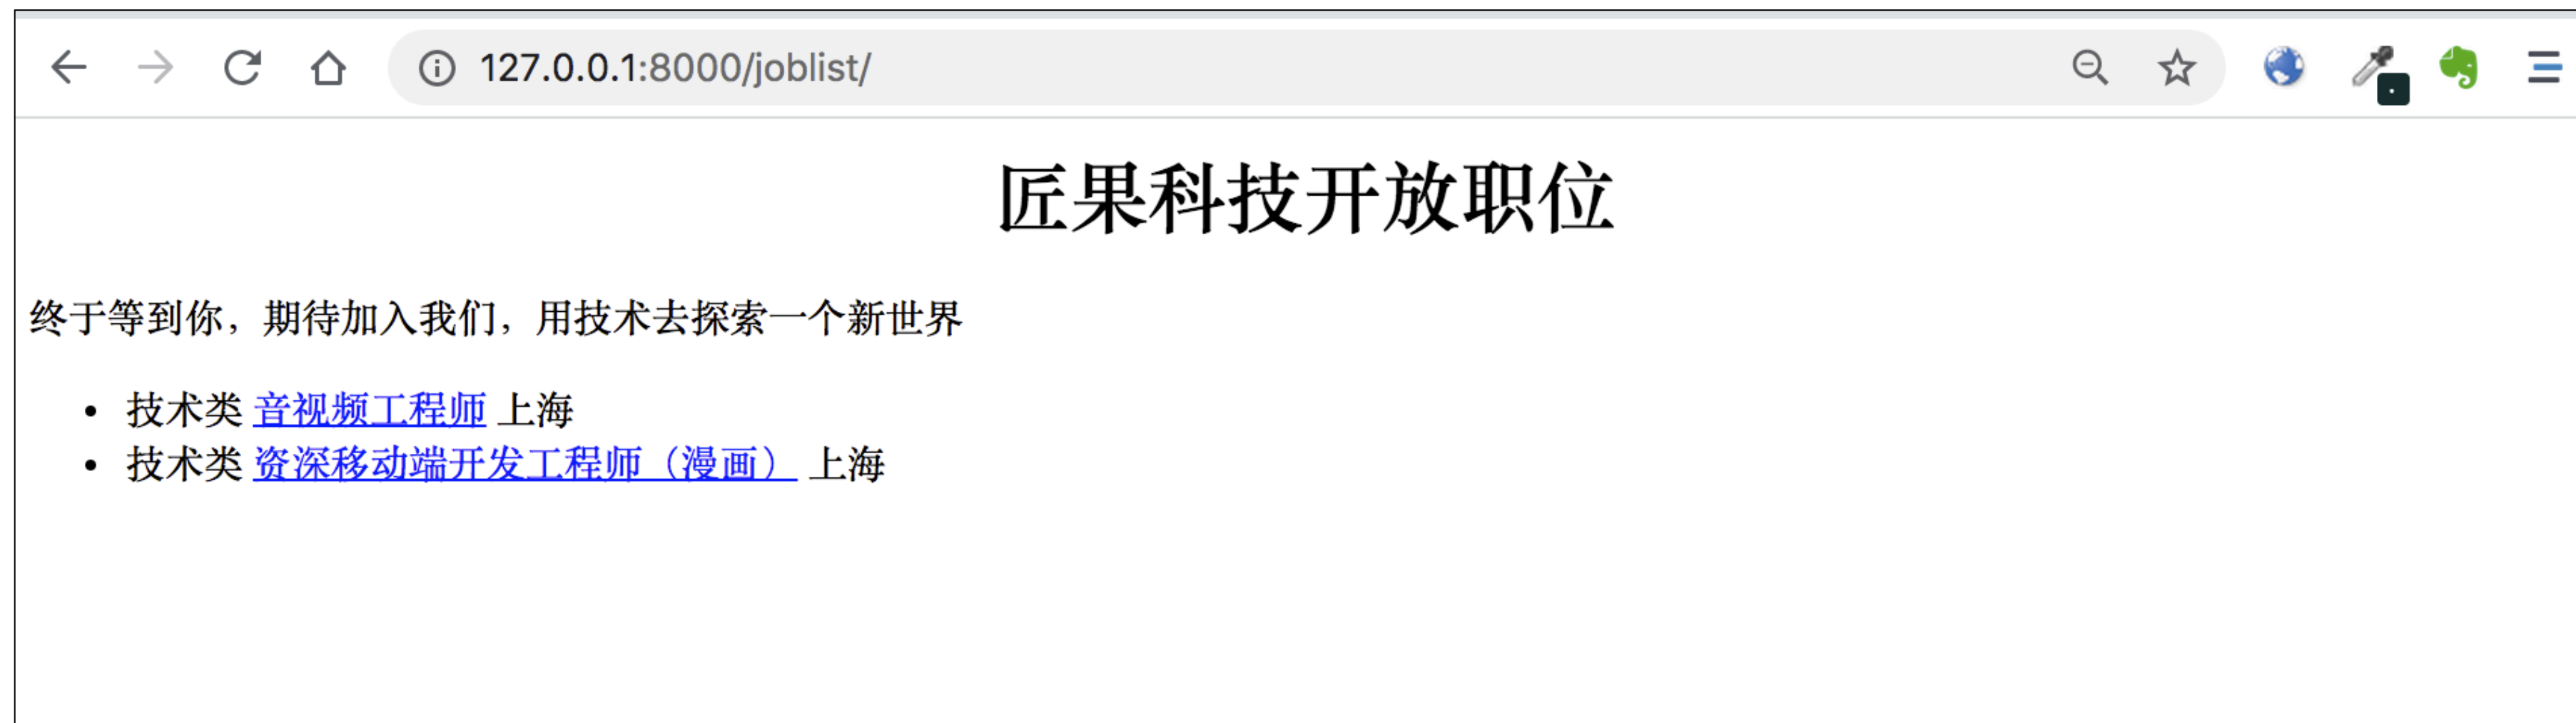 127.0.0.1:8000/joblist/
匠果科技开放职位
终于等到你，期待加入我们，用技术去探索一个新世界
• 技术类 音视频工程师 上海
• 技术类 资深移动端开发工程师（漫画） 上海